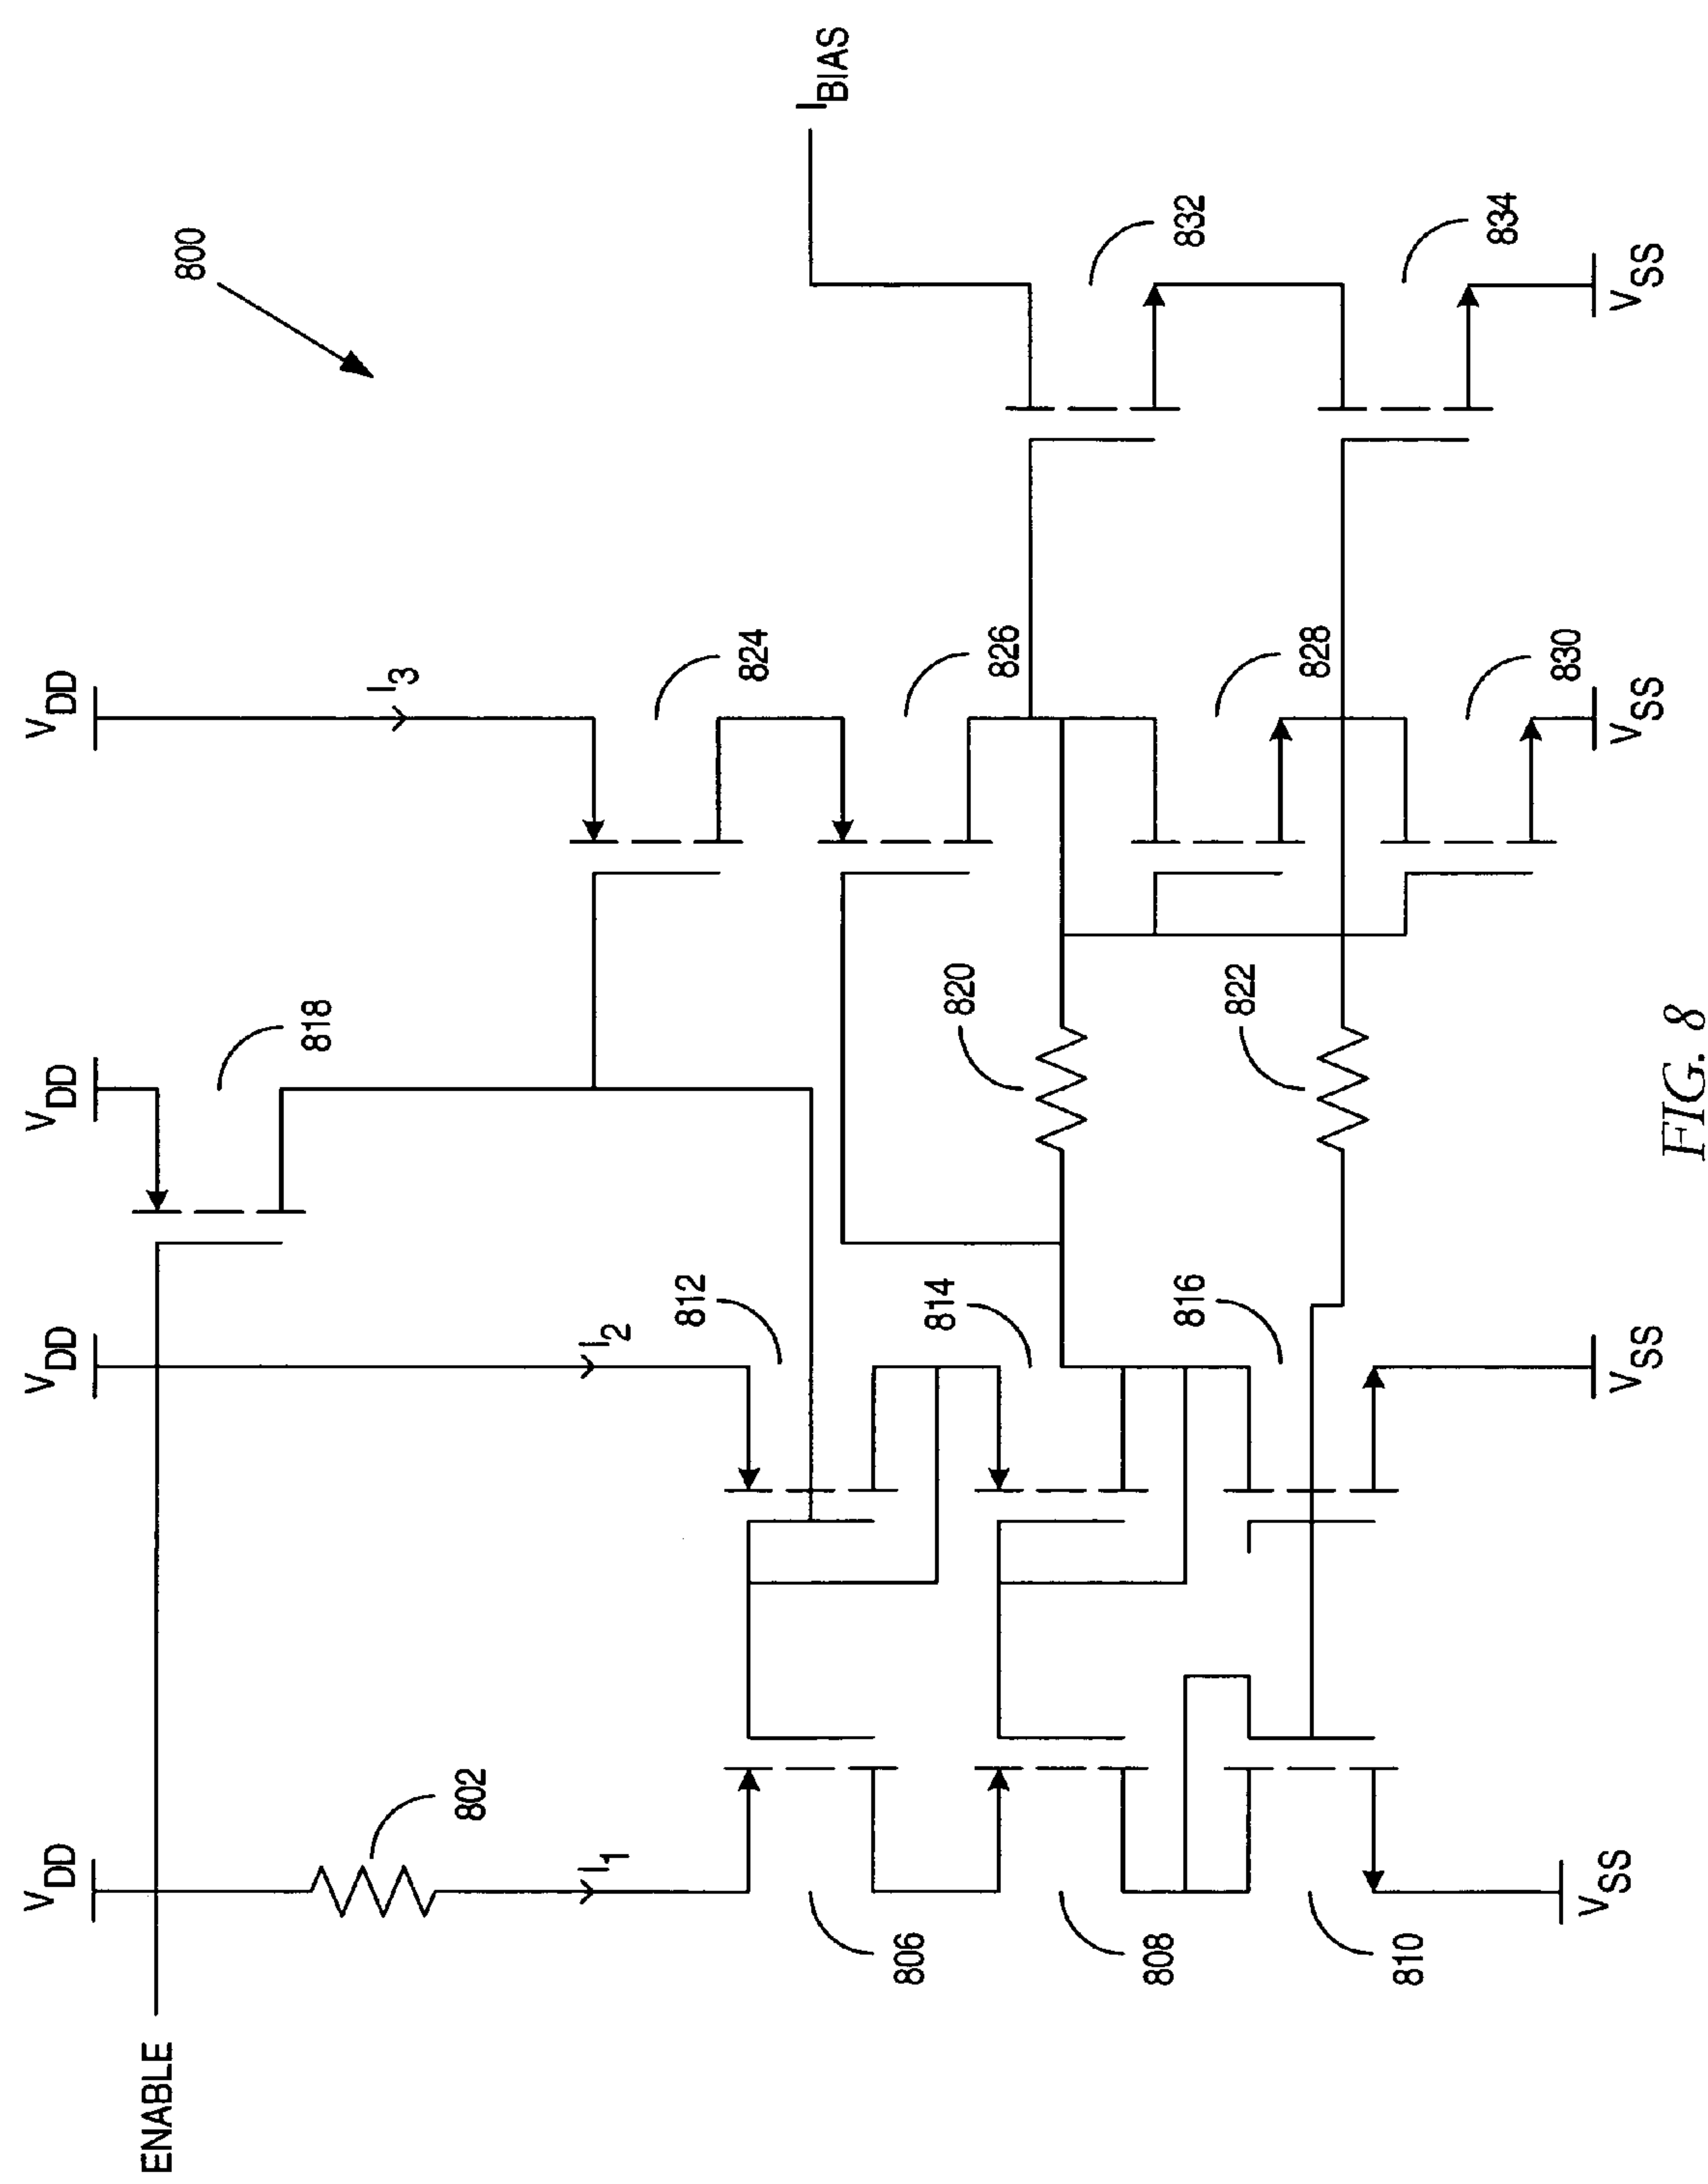 800
V_DD
V_DD
V_DD
V_DD
ENABLE
818
I_3
802
I_1
I_2
812
824
I_BIAS
806
814
820
826
832
808
816
822
828
834
810
830
V_SS
V_SS
V_SS
V_SS
FIG. 8